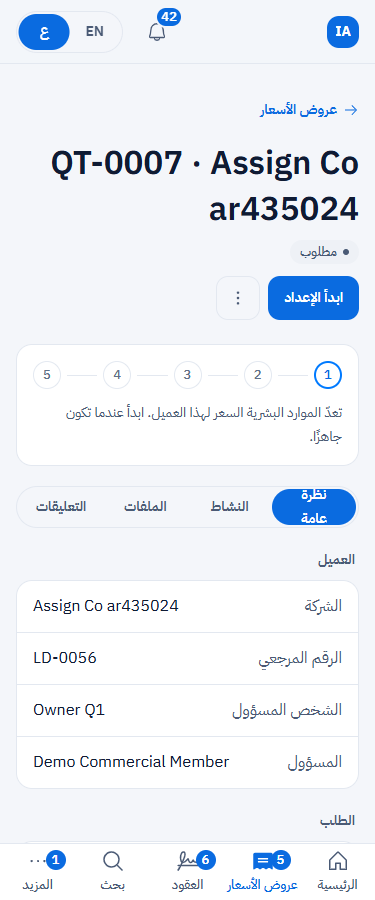 IA
42
EN
ع
عروض الأسعار
QT-0007 · Assign Co
ar435024
مطلوب
ابدأ الإعداد
1
2
3
4
5
تعدّ الموارد البشرية السعر لهذا العميل. ابدأ عندما تكون
جاهزًا.
نظرة
عامة
النشاط
الملفات
التعليقات
العميل
الشركة
Assign Co ar435024
الرقم المرجعي
LD-0056
الشخص المسؤول
Owner Q1
المسؤول
Demo Commercial Member
الطلب
الرئيسية
5
عروض الأسعار
6
العقود
بحث
1
المزيد